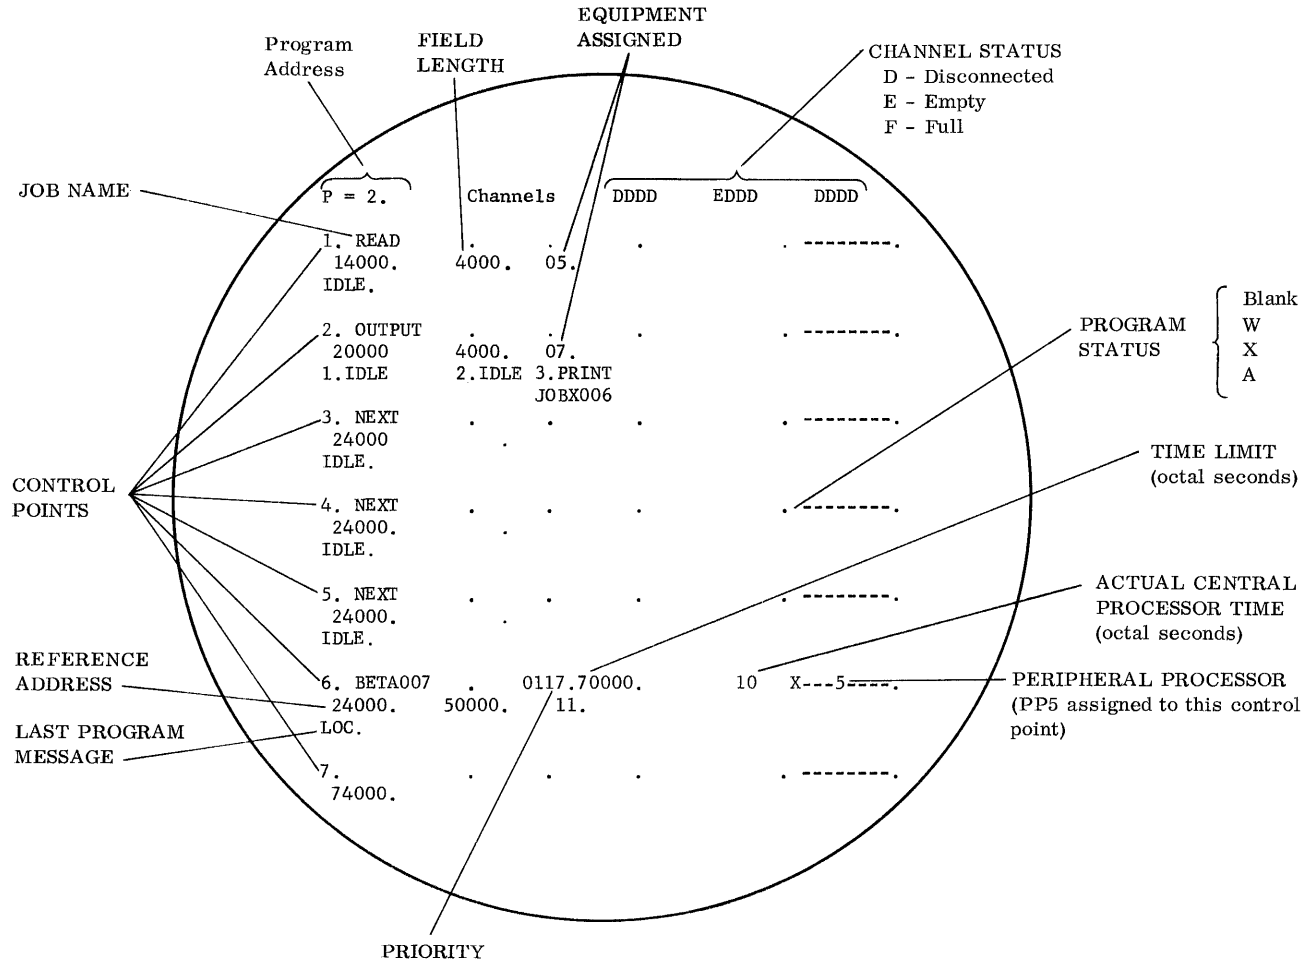 EQUIPMENT
ASSIGNED
Program
Address
FIELD
LENGTH
CHANNEL STATUS
D - Disconnected
E - Empty
F - Full
JOB NAME
P = 2. Channels DDDD EDDD DDDD
1. READ . . . . --------.
14000. 4000. 05.
IDLE.
2. OUTPUT . . . . --------.
20000 4000. 07.
1.IDLE 2.IDLE 3.PRINT
JOBX006
3. NEXT . . . . --------.
24000 .
IDLE.
4. NEXT . . . . --------.
24000. .
IDLE.
5. NEXT . . . . --------.
24000. .
IDLE.
6. BETA007 . 0117.70000. 10 X---5----.
24000. 50000. 11.
LOC.
7. . . . . --------.
74000.
PROGRAM
STATUS
Blank
W
X
A
TIME LIMIT
(octal seconds)
CONTROL
POINTS
ACTUAL CENTRAL
PROCESSOR TIME
(octal seconds)
REFERENCE
ADDRESS
PERIPHERAL PROCESSOR
(PP5 assigned to this control
point)
LAST PROGRAM
MESSAGE
PRIORITY